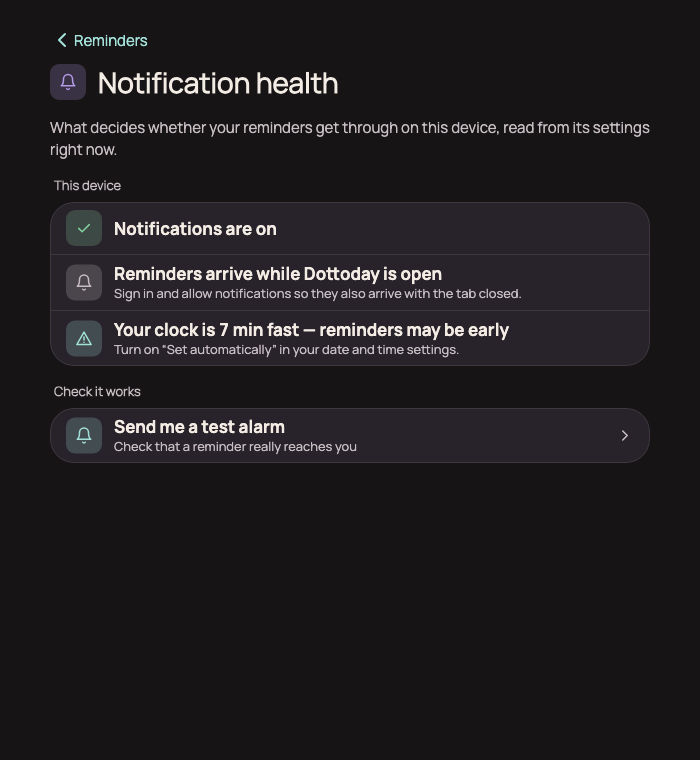 Reminders
Notification health
What decides whether your reminders get through on this device, read from its settings
right now.
This device
Notifications are on
Reminders arrive while Dottoday is open
Sign in and allow notifications so they also arrive with the tab closed.
Your clock is 7 min fast — reminders may be early
Turn on “Set automatically” in your date and time settings.
Check it works
Send me a test alarm
Check that a reminder really reaches you